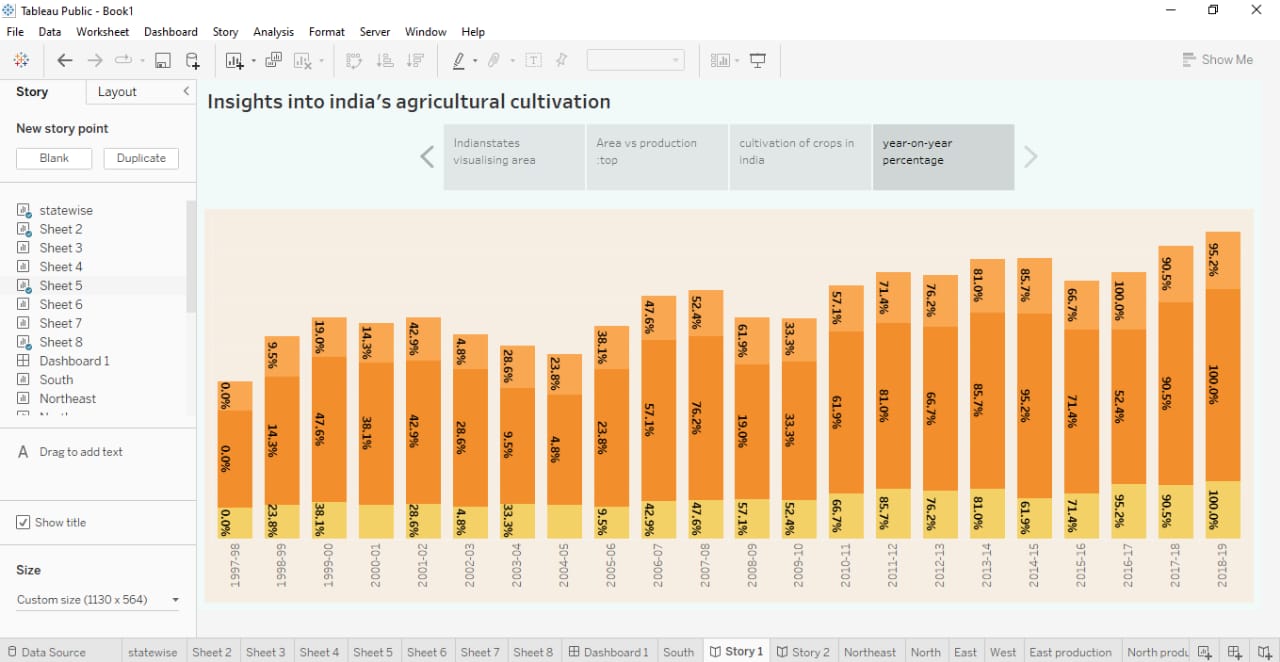 Tableau Public - Book1
File Data Worksheet Dashboard Story Analysis Format Server Window Help
Show Me
Story Layout
New story point
Blank Duplicate
statewise
Sheet 2
Sheet 3
Sheet 4
Sheet 5
Sheet 6
Sheet 7
Sheet 8
Dashboard 1
South
Northeast
A Drag to add text
Show title
Size
Custom size (1130 x 564)
Insights into india's agricultural cultivation
Indianstates
visualising area
Area vs production
:top
cultivation of crops in
india
year-on-year
percentage
0.0% 9.5% 19.0% 14.3% 42.9% 4.8% 28.6% 23.8% 38.1% 47.6% 52.4% 61.9% 33.3% 57.1% 71.4% 76.2% 81.0% 85.7% 66.7% 100.0% 90.5% 95.2%
0.0% 14.3% 47.6% 38.1% 42.9% 28.6% 9.5% 4.8% 23.8% 57.1% 76.2% 19.0% 33.3% 61.9% 81.0% 66.7% 85.7% 95.2% 71.4% 52.4% 90.5% 100.0%
0.0% 23.8% 38.1% 28.6% 4.8% 33.3% 9.5% 42.9% 47.6% 57.1% 52.4% 66.7% 85.7% 76.2% 81.0% 61.9% 71.4% 95.2% 90.5% 100.0%
1997-98 1998-99 1999-00 2000-01 2001-02 2002-03 2003-04 2004-05 2005-06 2006-07 2007-08 2008-09 2009-10 2010-11 2011-12 2012-13 2013-14 2014-15 2015-16 2016-17 2017-18 2018-19
Data Source statewise Sheet 2 Sheet 3 Sheet 4 Sheet 5 Sheet 6 Sheet 7 Sheet 8 Dashboard 1 South Story 1 Story 2 Northeast North East West East production North produ